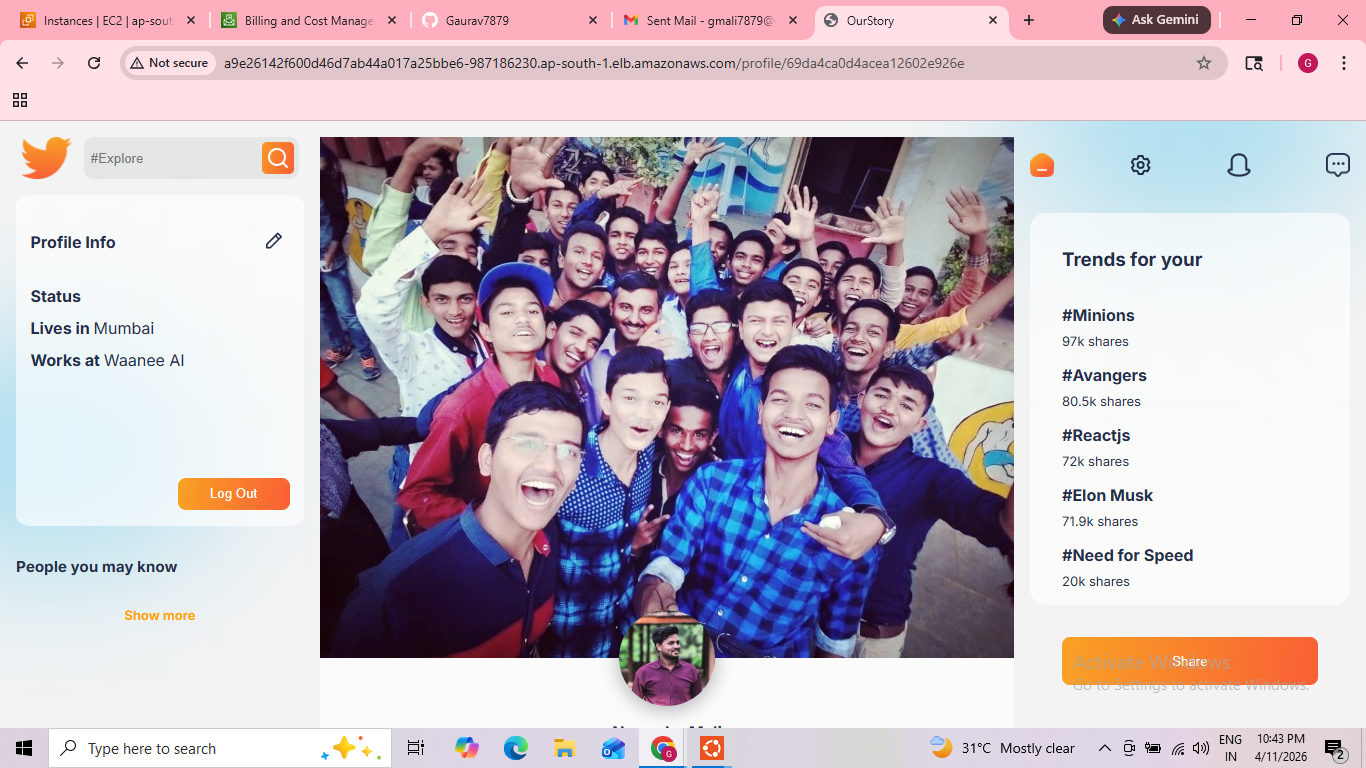 Instances | EC2 | ap-sout
Billing and Cost Manage
Gaurav7879
Sent Mail - gmali7879@
OurStory
Ask Gemini
Not secure
a9e26142f600d46d7ab44a017a25bbe6-987186230.ap-south-1.elb.amazonaws.com/profile/69da4ca0d4acea12602e926e
G
#Explore
Profile Info
Status
Lives in Mumbai
Works at Waanee AI
Log Out
People you may know
Show more
Trends for your
#Minions
97k shares
#Avangers
80.5k shares
#Reactjs
72k shares
#Elon Musk
71.9k shares
#Need for Speed
20k shares
Share
Activate Windows
Go to Settings to activate Windows.
Type here to search
G
31°C Mostly clear
ENG
IN
10:43 PM
4/11/2026
2